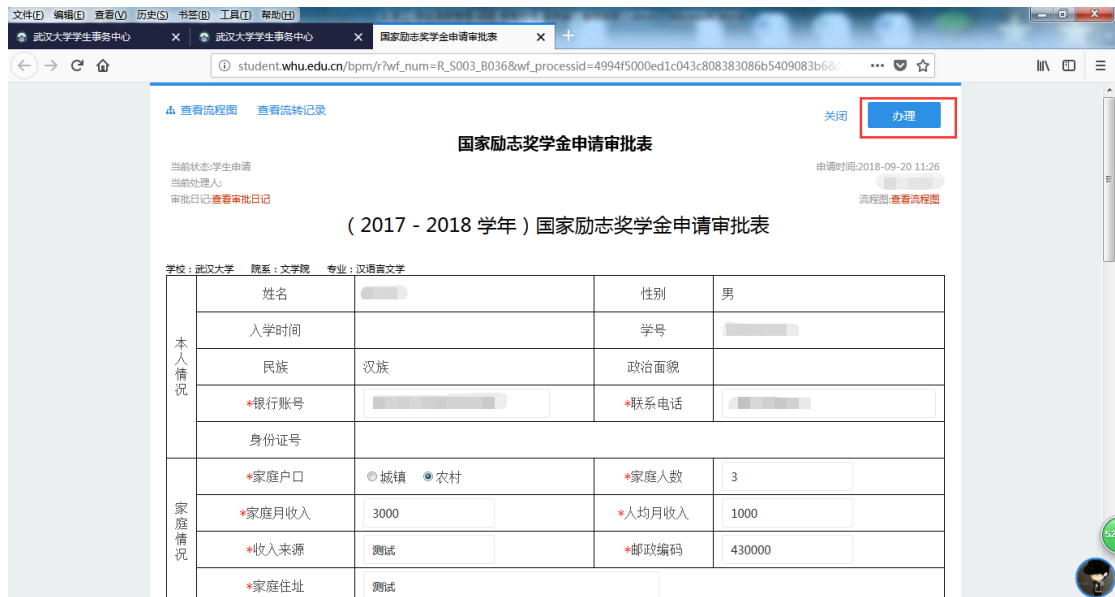 文件(F) 编辑(E) 查看(V) 历史(S) 书签(B) 工具(T) 帮助(H)
武汉大学学生事务中心 × 武汉大学学生事务中心 × 国家励志奖学金申请审批表 × +
student.whu.edu.cn/bpm/r?wf_num=R_S003_B036&wf_processid=4994f5000ed1c043c808383086b5409083b68
查看流程图 查看流转记录 关闭 办理
国家励志奖学金申请审批表
当前状态:学生申请 申请时间:2018-09-20 11:26
当前处理人:
审批日记:查看审批日记 流程图:查看流程图
(2017-2018 学年)国家励志奖学金申请审批表
学校:武汉大学 院系:文学院 专业:汉语言文学
本人情况
姓名 性别 男
入学时间 学号
民族 汉族 政治面貌
*银行账号 *联系电话
身份证号
家庭情况
*家庭户口 城镇 农村 *家庭人数 3
*家庭月收入 3000 *人均月收入 1000
*收入来源 测试 *邮政编码 430000
*家庭住址 测试